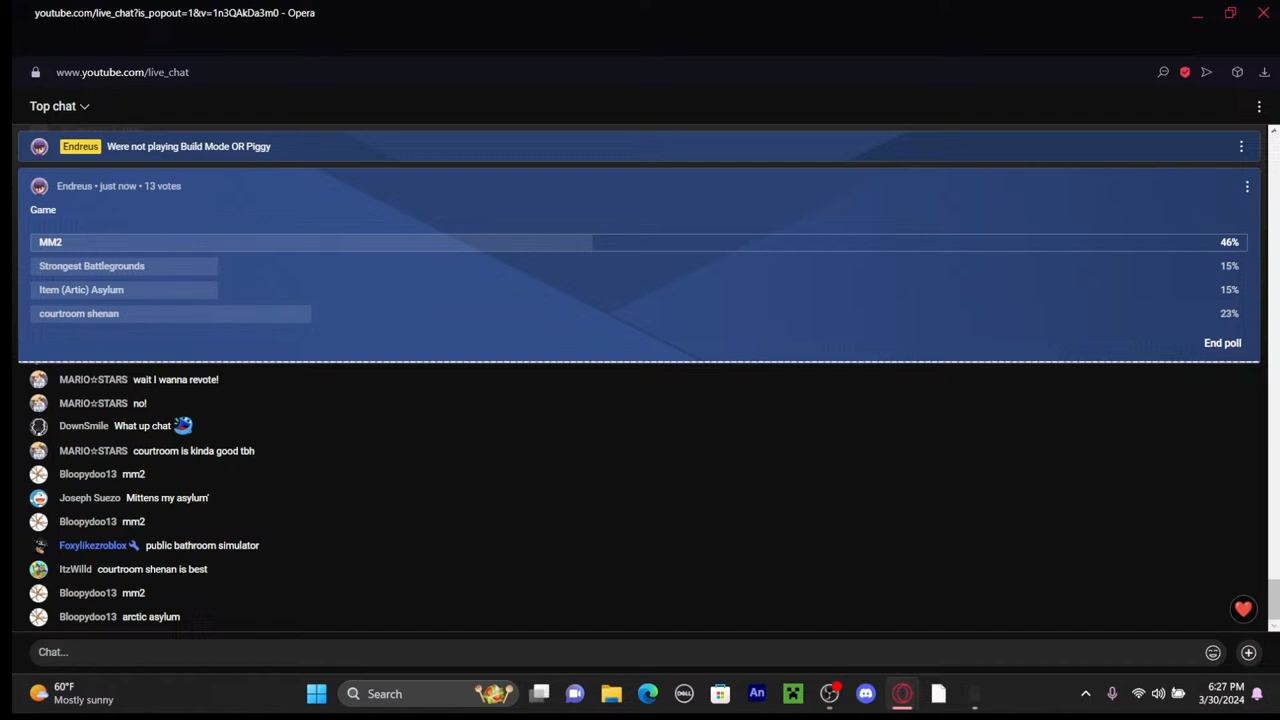 youtube.com/live_chat?is_popout=1&v=1n3QAkDa3m0 - Opera
www.youtube.com/live_chat
Top chat
Endreus Were not playing Build Mode OR Piggy
Endreus • just now • 13 votes
Game
MM2 46%
Strongest Battlegrounds 15%
Item (Artic) Asylum 15%
courtroom shenan 23%
End poll
MARIO☆STARS wait I wanna revote!
MARIO☆STARS no!
DownSmile What up chat
MARIO☆STARS courtroom is kinda good tbh
Bloopydoo13 mm2
Joseph Suezo Mittens my asylum'
Bloopydoo13 mm2
Foxylikezroblox public bathroom simulator
ItzWilld courtroom shenan is best
Bloopydoo13 mm2
Bloopydoo13 arctic asylum
Chat...
60°F
Mostly sunny
Search
DELL
An
6:27 PM
3/30/2024